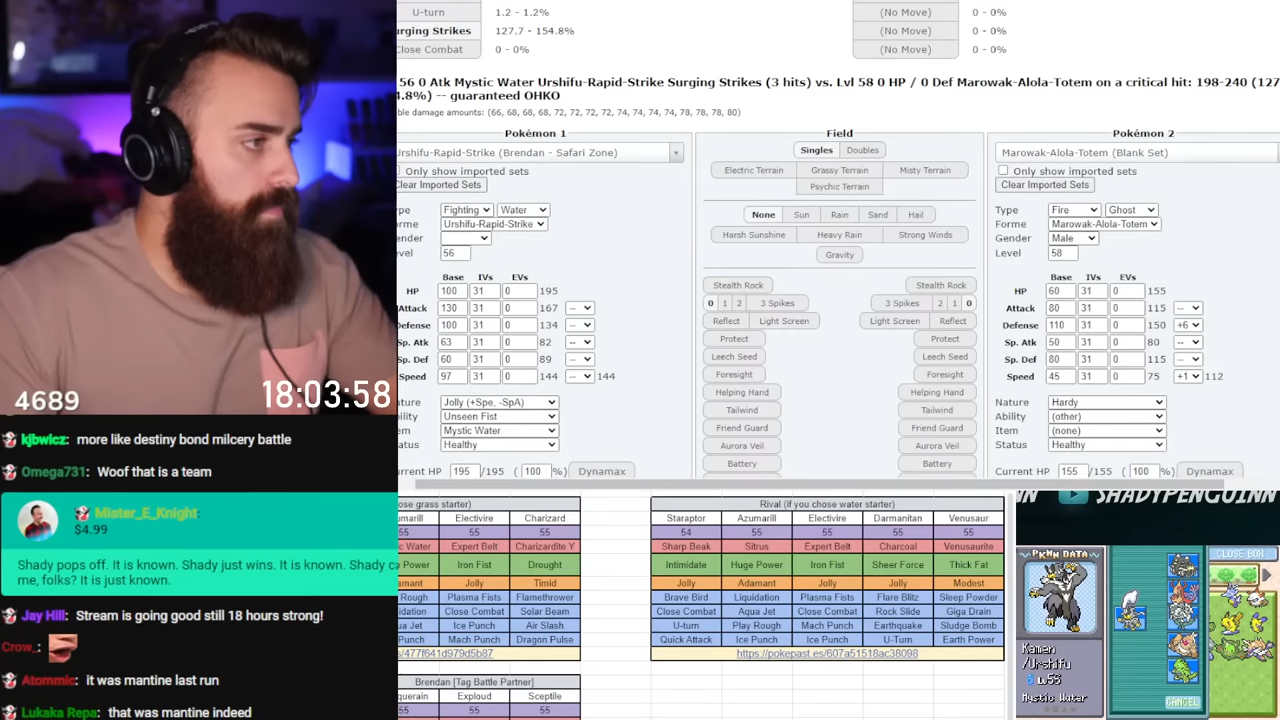 U-turn 1.2 - 1.2% (No Move) 0 - 0%
urging Strikes 127.7 - 154.8% (No Move) 0 - 0%
Close Combat 0 - 0% (No Move) 0 - 0%
56 0 Atk Mystic Water Urshifu-Rapid-Strike Surging Strikes (3 hits) vs. Lvl 58 0 HP / 0 Def Marowak-Alola-Totem on a critical hit: 198-240 (127
4.8%) -- guaranteed OHKO
ble damage amounts: (66, 68, 68, 68, 72, 72, 72, 72, 74, 74, 74, 74, 78, 78, 78, 80)
Pokémon 1 Field Pokémon 2
Urshifu-Rapid-Strike (Brendan - Safari Zone) Singles Doubles Marowak-Alola-Totem (Blank Set)
Only show imported sets Electric Terrain Grassy Terrain Misty Terrain Only show imported sets
Clear Imported Sets Psychic Terrain Clear Imported Sets
ype Fighting Water None Sun Rain Sand Hail Type Fire Ghost
Forme Urshifu-Rapid-Strike Harsh Sunshine Heavy Rain Strong Winds Forme Marowak-Alola-Totem
Gender Gravity Gender Male
Level 56 Level 58
Base IVs EVs Stealth Rock Stealth Rock Base IVs EVs
HP 100 31 0 195 0 1 2 3 Spikes 3 Spikes 2 1 0 HP 60 31 0 155
Attack 130 31 0 167 -- Reflect Light Screen Light Screen Reflect Attack 80 31 0 115 --
Defense 100 31 0 134 -- Protect Protect Defense 110 31 0 150 +6
Sp. Atk 63 31 0 82 -- Leech Seed Leech Seed Sp. Atk 50 31 0 80 --
Sp. Def 60 31 0 89 -- Foresight Foresight Sp. Def 80 31 0 115 --
Speed 97 31 0 144 -- 144 Helping Hand Helping Hand Speed 45 31 0 75 +1 112
Nature Jolly (+Spe, -SpA) Tailwind Tailwind Nature Hardy
Ability Unseen Fist Friend Guard Friend Guard Ability (other)
tem Mystic Water Aurora Veil Aurora Veil Item (none)
Status Healthy Battery Battery Status Healthy
urrent HP 195 /195 ( 100 %) Dynamax Current HP 155 /155 ( 100 %) Dynamax
4689 18:03:58
kjbwicz: more like destiny bond milcery battle
Omega731: Woof that is a team
Mister_E_Knight:
$4.99
Shady pops off. It is known. Shady just wins. It is known. Shady c
me, folks? It is just known.
Jay Hill: Stream is going good still 18 hours strong!
Crow_:
Atommic: it was mantine last run
Lukaka Repa: that was mantine indeed
ose grass starter)
umarill Electivire Charizard
55 55 55
ic Water Expert Belt Charizardite Y
e Power Iron Fist Drought
damant Jolly Timid
Rough Plasma Fists Flamethrower
idation Close Combat Solar Beam
ua Jet Ice Punch Air Slash
Punch Mach Punch Dragon Pulse
s/477f641d979d5b87
Brendan [Tag Battle Partner]
querain Exploud Sceptile
55 55 55
Rival (if you chose water starter)
Staraptor Azumarill Electivire Darmanitan Venusaur
54 55 55 55 55
Sharp Beak Sitrus Expert Belt Charcoal Venusaurite
Intimidate Huge Power Iron Fist Sheer Force Thick Fat
Jolly Adamant Jolly Jolly Modest
Brave Bird Liquidation Plasma Fists Flare Blitz Sleep Powder
Close Combat Aqua Jet Close Combat Rock Slide Giga Drain
U-turn Play Rough Mach Punch Earthquake Sludge Bomb
Quick Attack Ice Punch Ice Punch U-Turn Earth Power
https://pokepast.es/607a51518ac38098
SHADYPENGUINN
PKMN DATA
CLOSE BOX
Kamen
/Urshifu
Lv53
Mystic Water
CANCEL